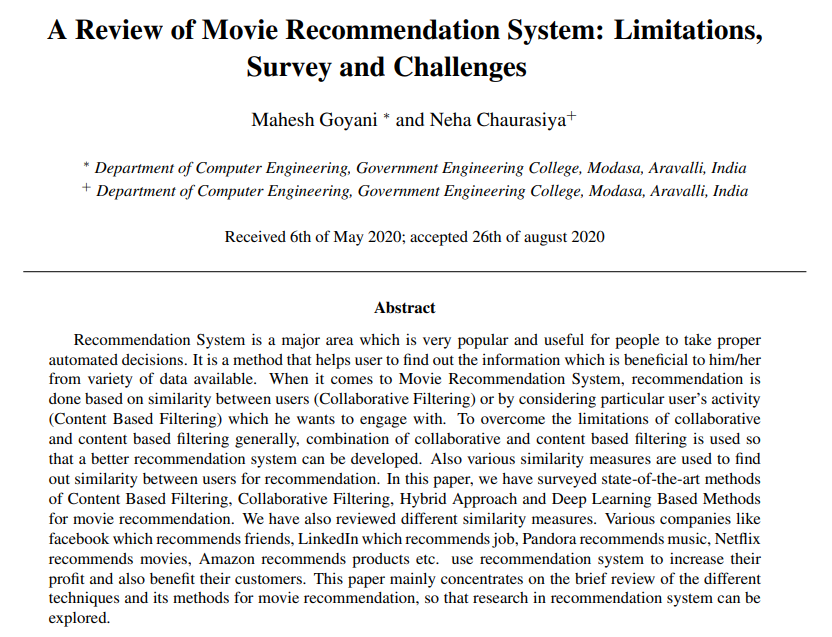 A Review of Movie Recommendation System: Limitations,
Survey and Challenges
Mahesh Goyani * and Neha Chaurasiya+
* Department of Computer Engineering, Government Engineering College, Modasa, Aravalli, India
+ Department of Computer Engineering, Government Engineering College, Modasa, Aravalli, India
Received 6th of May 2020; accepted 26th of august 2020
Abstract
Recommendation System is a major area which is very popular and useful for people to take proper
automated decisions. It is a method that helps user to find out the information which is beneficial to him/her
from variety of data available. When it comes to Movie Recommendation System, recommendation is
done based on similarity between users (Collaborative Filtering) or by considering particular user's activity
(Content Based Filtering) which he wants to engage with. To overcome the limitations of collaborative
and content based filtering generally, combination of collaborative and content based filtering is used so
that a better recommendation system can be developed. Also various similarity measures are used to find
out similarity between users for recommendation. In this paper, we have surveyed state-of-the-art methods
of Content Based Filtering, Collaborative Filtering, Hybrid Approach and Deep Learning Based Methods
for movie recommendation. We have also reviewed different similarity measures. Various companies like
facebook which recommends friends, LinkedIn which recommends job, Pandora recommends music, Netflix
recommends movies, Amazon recommends products etc. use recommendation system to increase their
profit and also benefit their customers. This paper mainly concentrates on the brief review of the different
techniques and its methods for movie recommendation, so that research in recommendation system can be
explored.